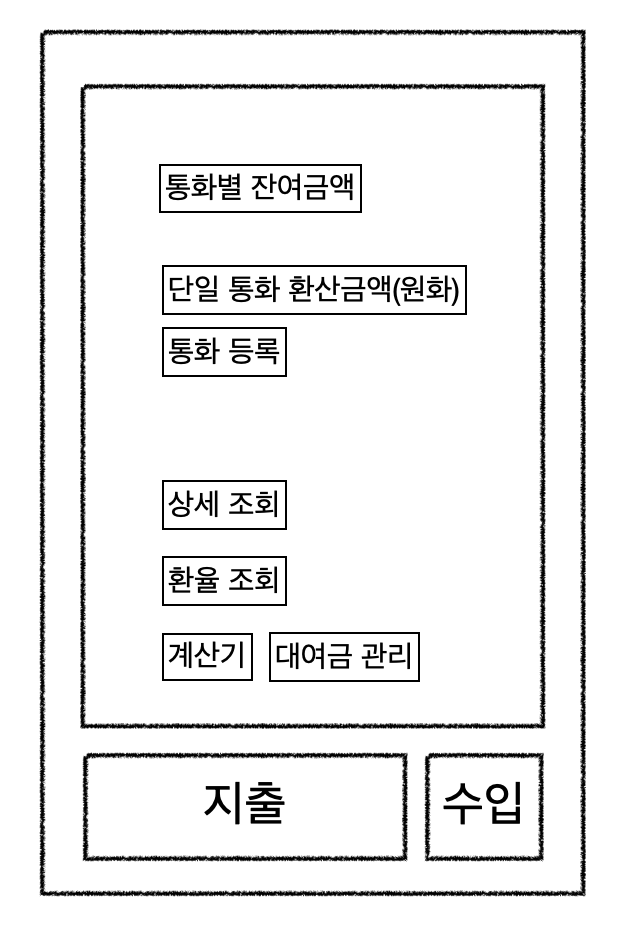 통화별 잔여금액
단일 통화 환산금액(원화)
통화 등록
상세 조회
환율 조회
계산기 대여금 관리
지출 수입